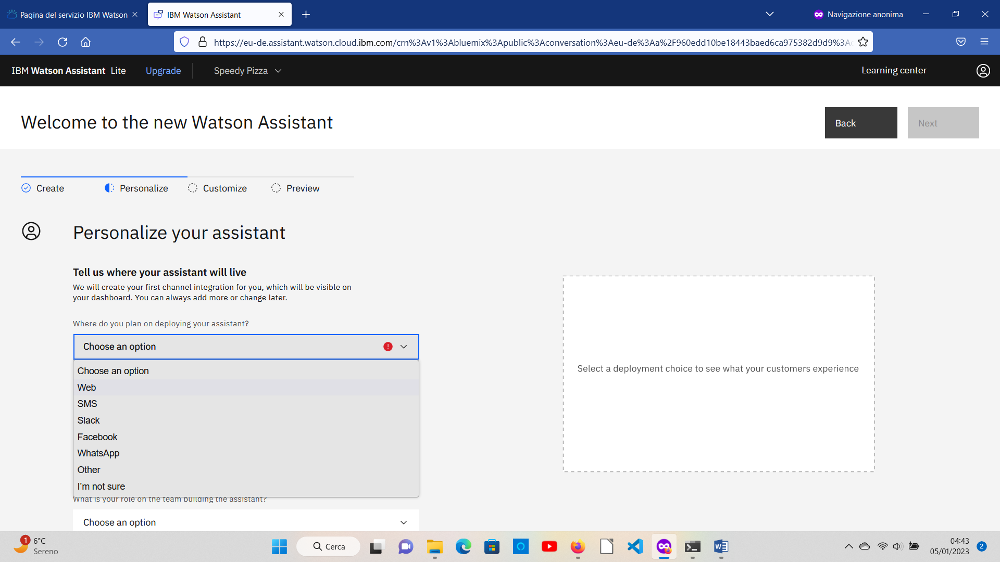 Pagina del servizio IBM Watson
IBM Watson Assistant
Navigazione anonima
https://eu-de.assistant.watson.cloud.ibm.com/crn%3Av1%3Abluemix%3Apublic%3Aconversation%3Aeu-de%3Aa%2F960edd10be18443baed6ca975382d9d9%3A
IBM Watson Assistant Lite
Upgrade
Speedy Pizza
Learning center
Welcome to the new Watson Assistant
Back
Next
Create
Personalize
Customize
Preview
Personalize your assistant
Tell us where your assistant will live
We will create your first channel integration for you, which will be visible on
your dashboard. You can always add more or change later.
Where do you plan on deploying your assistant?
Choose an option
Choose an option
Web
SMS
Slack
Facebook
WhatsApp
Other
I'm not sure
What is your role on the team building the assistant?
Choose an option
Select a deployment choice to see what your customers experience
1
6°C
Sereno
Cerca
04:43
05/01/2023
2